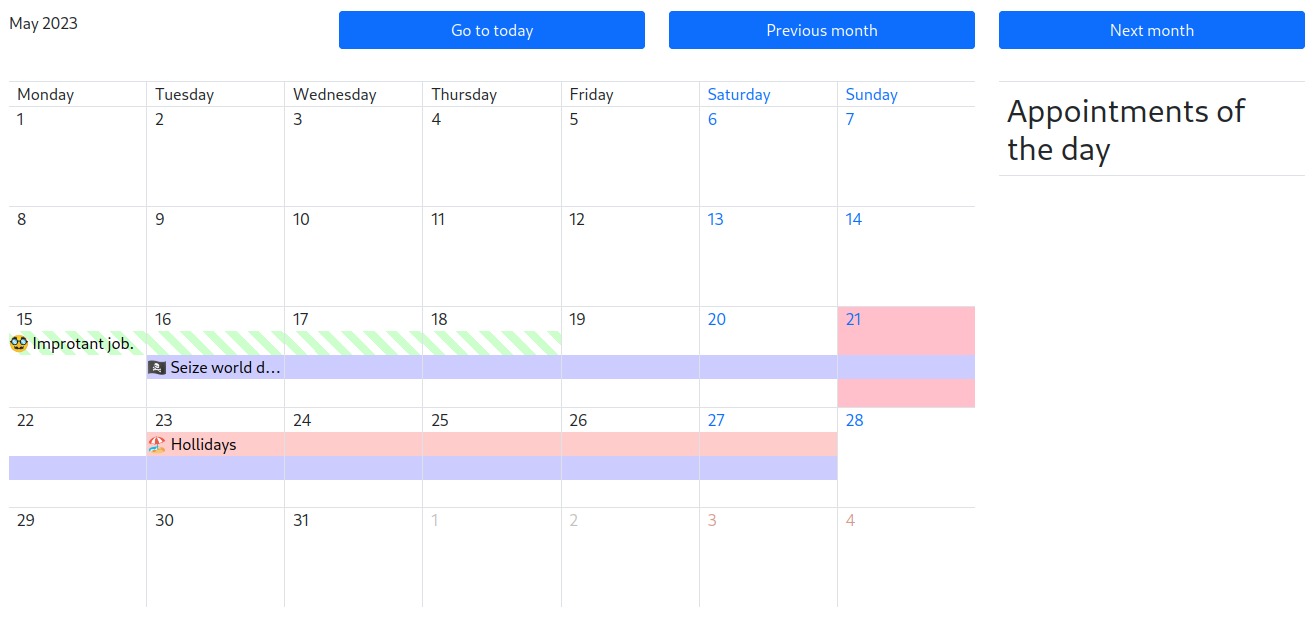 May 2023
Go to today
Previous month
Next month
Monday Tuesday Wednesday Thursday Friday Saturday Sunday
1 2 3 4 5 6 7
8 9 10 11 12 13 14
15 16 17 18 19 20 21
🥸 Improtant job.
🏴‍☠️ Seize world d…
22 23 24 25 26 27 28
🏖️ Hollidays
29 30 31 1 2 3 4
Appointments of
the day